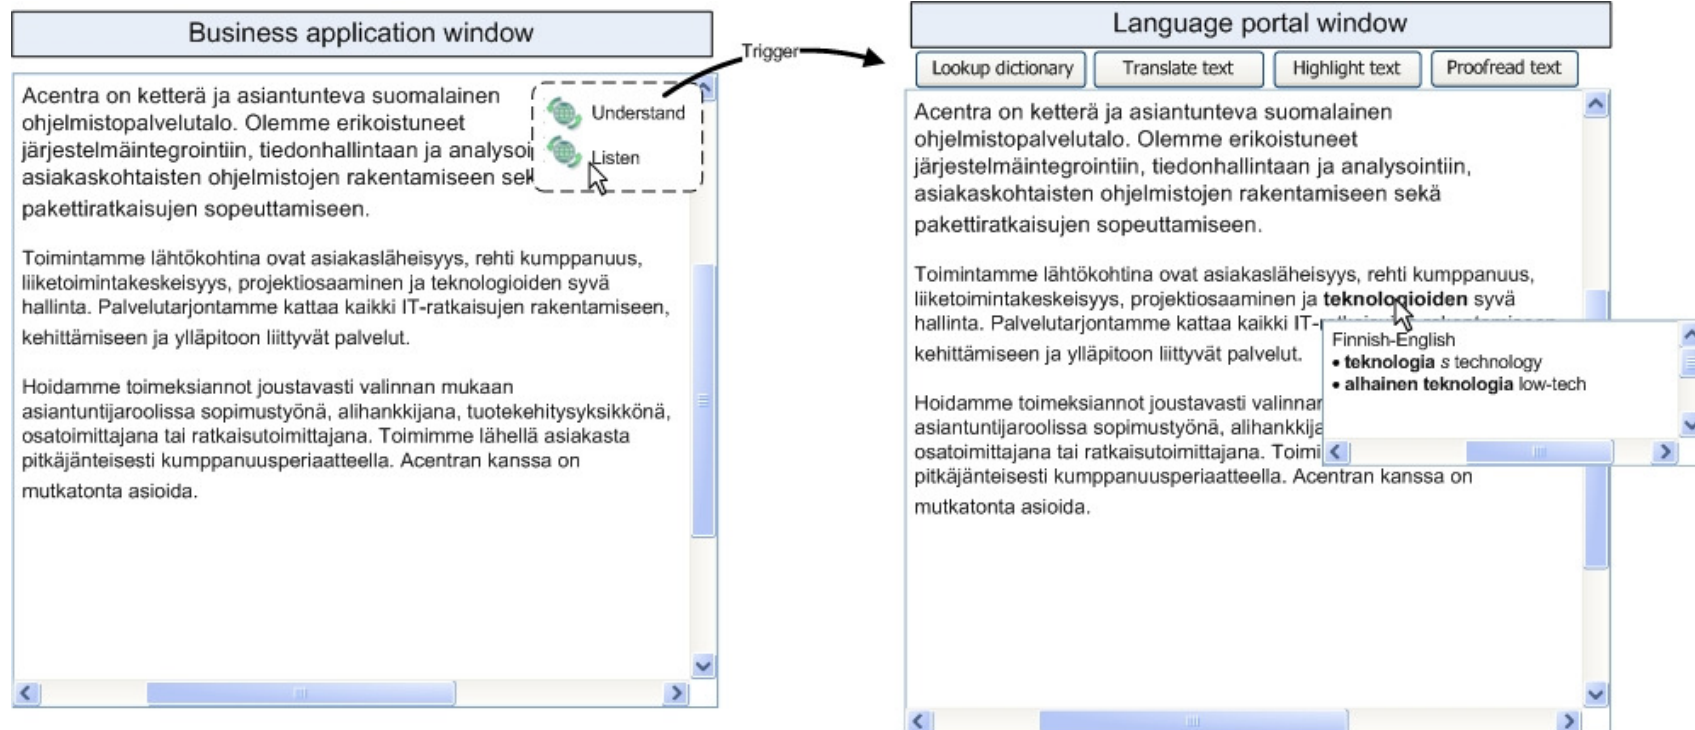 Business application window
Acentra on ketterä ja asiantunteva suomalainen
ohjelmistopalvelutalo. Olemme erikoistuneet
järjestelmäintegrointiin, tiedonhallintaan ja analysoi
asiakaskohtaisten ohjelmistojen rakentamiseen sek
pakettiratkaisujen sopeuttamiseen.
Understand
Listen
Toimintamme lähtökohtina ovat asiakasläheisyys, rehti kumppanuus,
liiketoimintakeskeisyys, projektiosaaminen ja teknologioiden syvä
hallinta. Palvelutarjontamme kattaa kaikki IT-ratkaisujen rakentamiseen,
kehittämiseen ja ylläpitoon liittyvät palvelut.
Hoidamme toimeksiannot joustavasti valinnan mukaan
asiantuntijaroolissa sopimustyönä, alihankkijana, tuotekehitysyksikkönä,
osatoimittajana tai ratkaisutoimittajana. Toimimme lähellä asiakasta
pitkäjänteisesti kumppanuusperiaatteella. Acentran kanssa on
mutkatonta asioida.
Trigger
Language portal window
Lookup dictionary
Translate text
Highlight text
Proofread text
Acentra on ketterä ja asiantunteva suomalainen
ohjelmistopalvelutalo. Olemme erikoistuneet
järjestelmäintegrointiin, tiedonhallintaan ja analysointiin,
asiakaskohtaisten ohjelmistojen rakentamiseen sekä
pakettiratkaisujen sopeuttamiseen.
Toimintamme lähtökohtina ovat asiakasläheisyys, rehti kumppanuus,
liiketoimintakeskeisyys, projektiosaaminen ja teknologioiden syvä
hallinta. Palvelutarjontamme kattaa kaikki IT-
kehittämiseen ja ylläpitoon liittyvät palvelut.
Hoidamme toimeksiannot joustavasti valinnan
asiantuntijaroolissa sopimustyönä, alihankkija
osatoimittajana tai ratkaisutoimittajana. Toimi
pitkäjänteisesti kumppanuusperiaatteella. Acentran kanssa on
mutkatonta asioida.
Finnish-English
• teknologia s technology
• alhainen teknologia low-tech